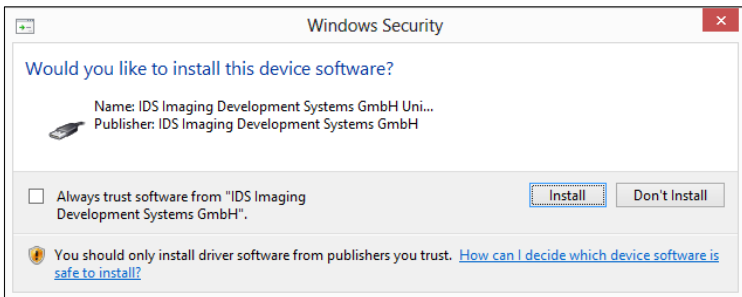 Windows Security
Would you like to install this device software?
Name: IDS Imaging Development Systems GmbH Uni...
Publisher: IDS Imaging Development Systems GmbH
Always trust software from "IDS Imaging
Development Systems GmbH".
Install
Don't Install
You should only install driver software from publishers you trust. How can I decide which device software is
safe to install?